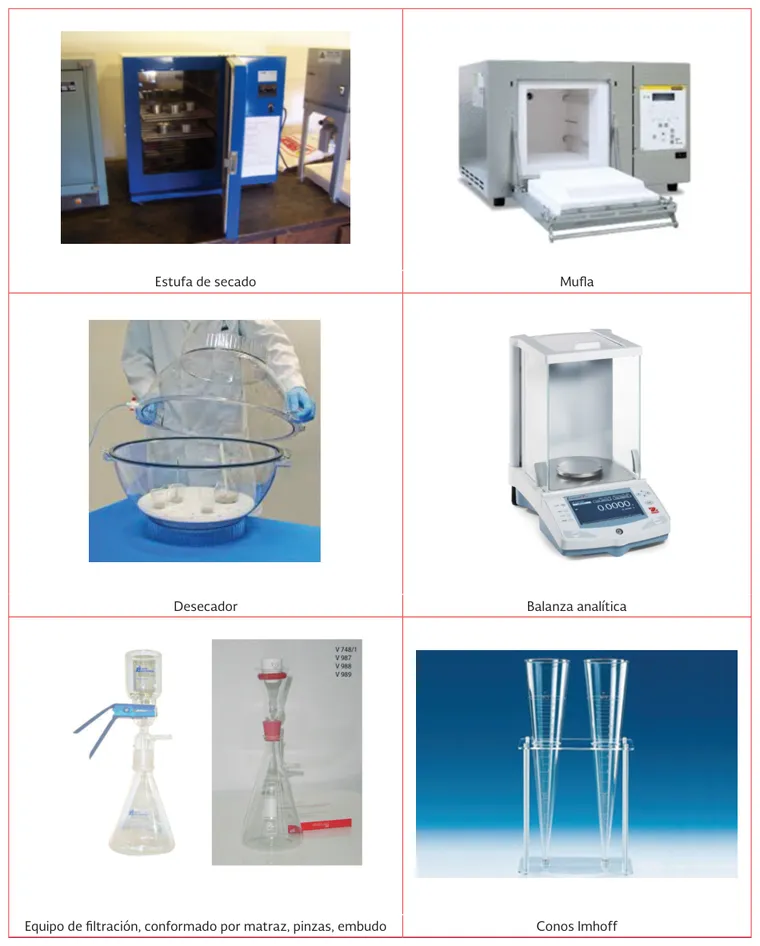 Estufa de secado
Mufla
Desecador
0.0000
Balanza analítica
V 748/1
V 987
V 988
V 989
Equipo de filtración, conformado por matraz, pinzas, embudo
Conos Imhoff